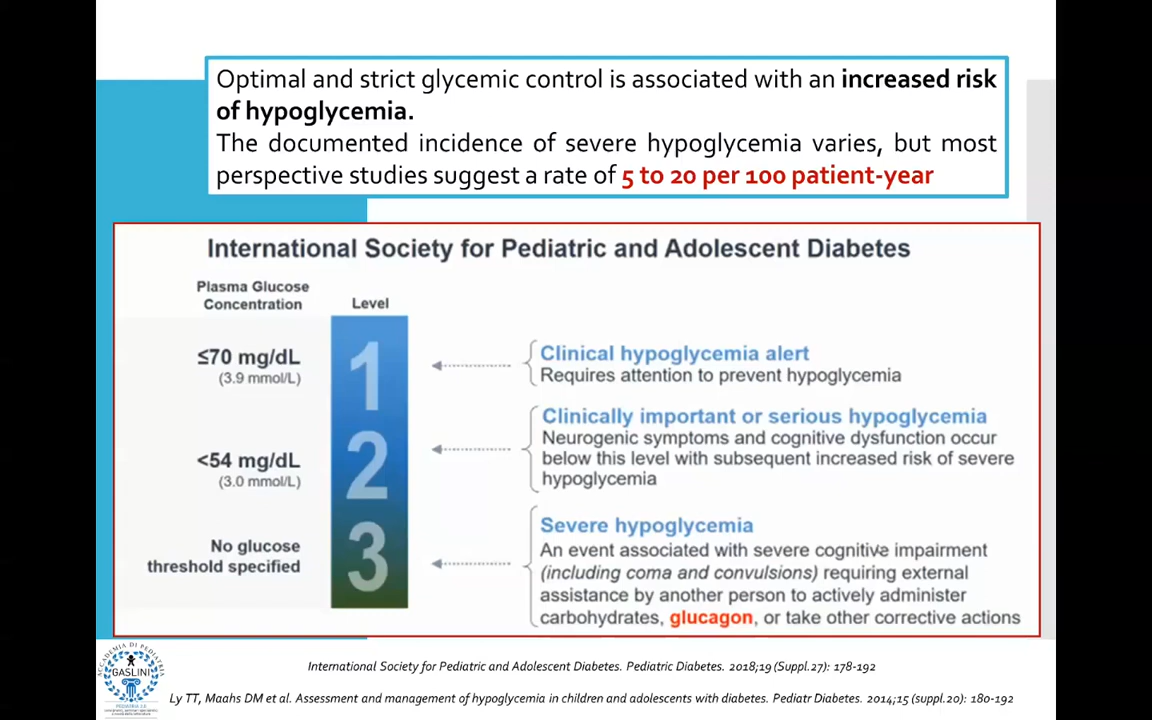 Optimal and strict glycemic control is associated with an increased risk
of hypoglycemia.
The documented incidence of severe hypoglycemia varies, but most
perspective studies suggest a rate of 5 to 20 per 100 patient-year
International Society for Pediatric and Adolescent Diabetes
Plasma Glucose
Concentration
Level
≤70 mg/dL
(3.9 mmol/L)
1
Clinical hypoglycemia alert
Requires attention to prevent hypoglycemia
<54 mg/dL
(3.0 mmol/L)
2
Clinically important or serious hypoglycemia
Neurogenic symptoms and cognitive dysfunction occur
below this level with subsequent increased risk of severe
hypoglycemia
No glucose
threshold specified
3
Severe hypoglycemia
An event associated with severe cognitive impairment
(including coma and convulsions) requiring external
assistance by another person to actively administer
carbohydrates, glucagon, or take other corrective actions
ACCADEMIA DI PEDIATRIA
GASLINI
PEDIATRIA 2.0
International Society for Pediatric and Adolescent Diabetes. Pediatric Diabetes. 2018;19 (Suppl.27): 178-192
Ly TT, Maahs DM et al. Assessment and management of hypoglycemia in children and adolescents with diabetes. Pediatr Diabetes. 2014;15 (suppl.20): 180-192